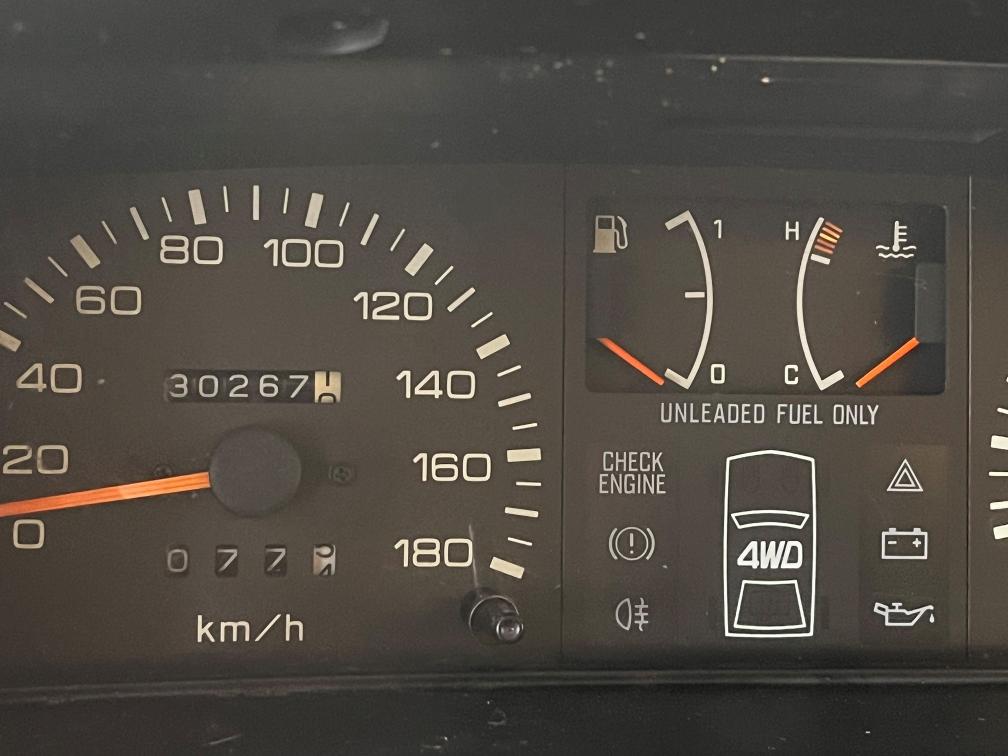 80 100
60 120
40 140
20 160
0 180
30267
077
km/h
1 H
0 C
UNLEADED FUEL ONLY
CHECK
ENGINE
4WD